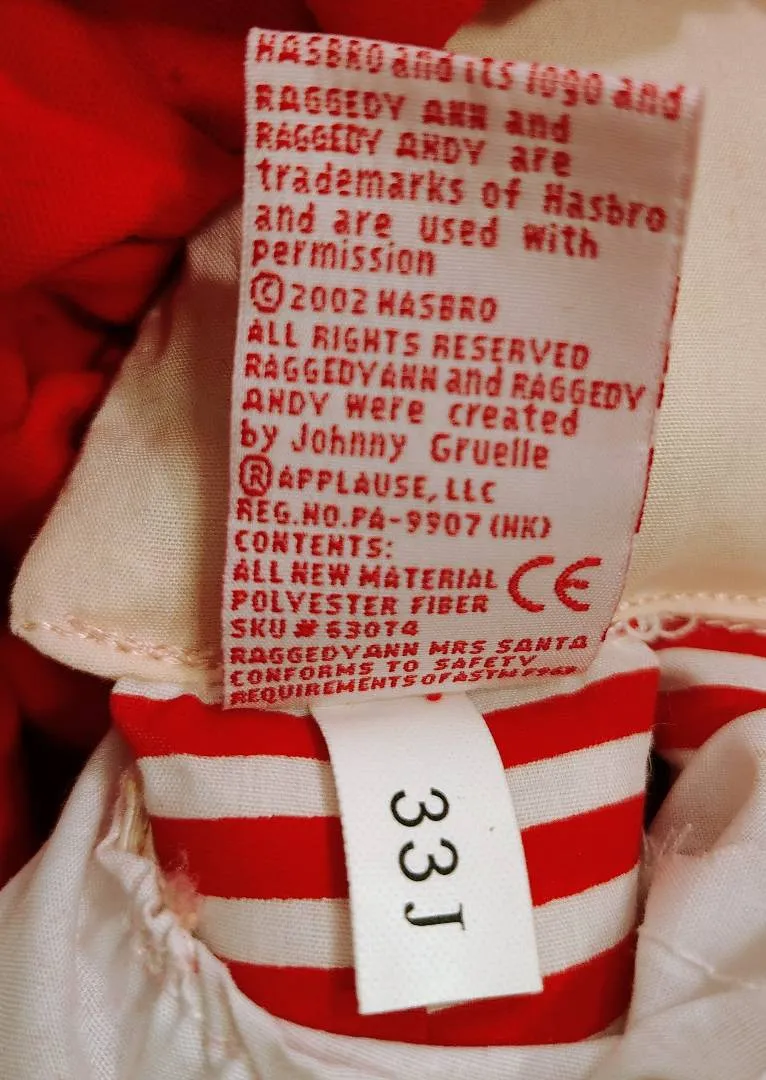 HASBRO and its logo and
RAGGEDY ANN and
RAGGEDY ANDY are
trademarks of Hasbro
and are used with
permission
©2002 HASBRO
ALL RIGHTS RESERVED
RAGGEDYANN and RAGGEDY
ANDY were created
by Johnny Gruelle
®APPLAUSE, LLC
REG.NO.PA-9907 (HK)
CONTENTS:
ALL NEW MATERIAL
POLYESTER FIBER
CE
SKU # 63074
RAGGEDYANN MRS SANTA
CONFORMS TO SAFETY
REQUIREMENTS OF ASTM F963
33J